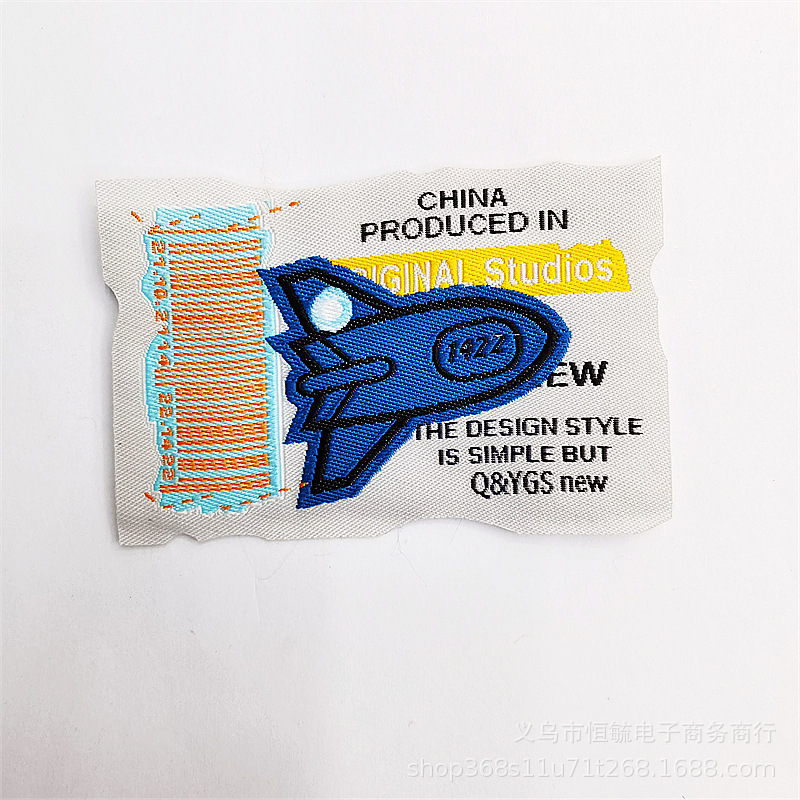 CHINA
PRODUCED IN
RIGINAL Studios
1422
EW
THE DESIGN STYLE
IS SIMPLE BUT
Q&YGS new
义乌市恒毓电子商务商行
shop368s11u71t268.1688.com